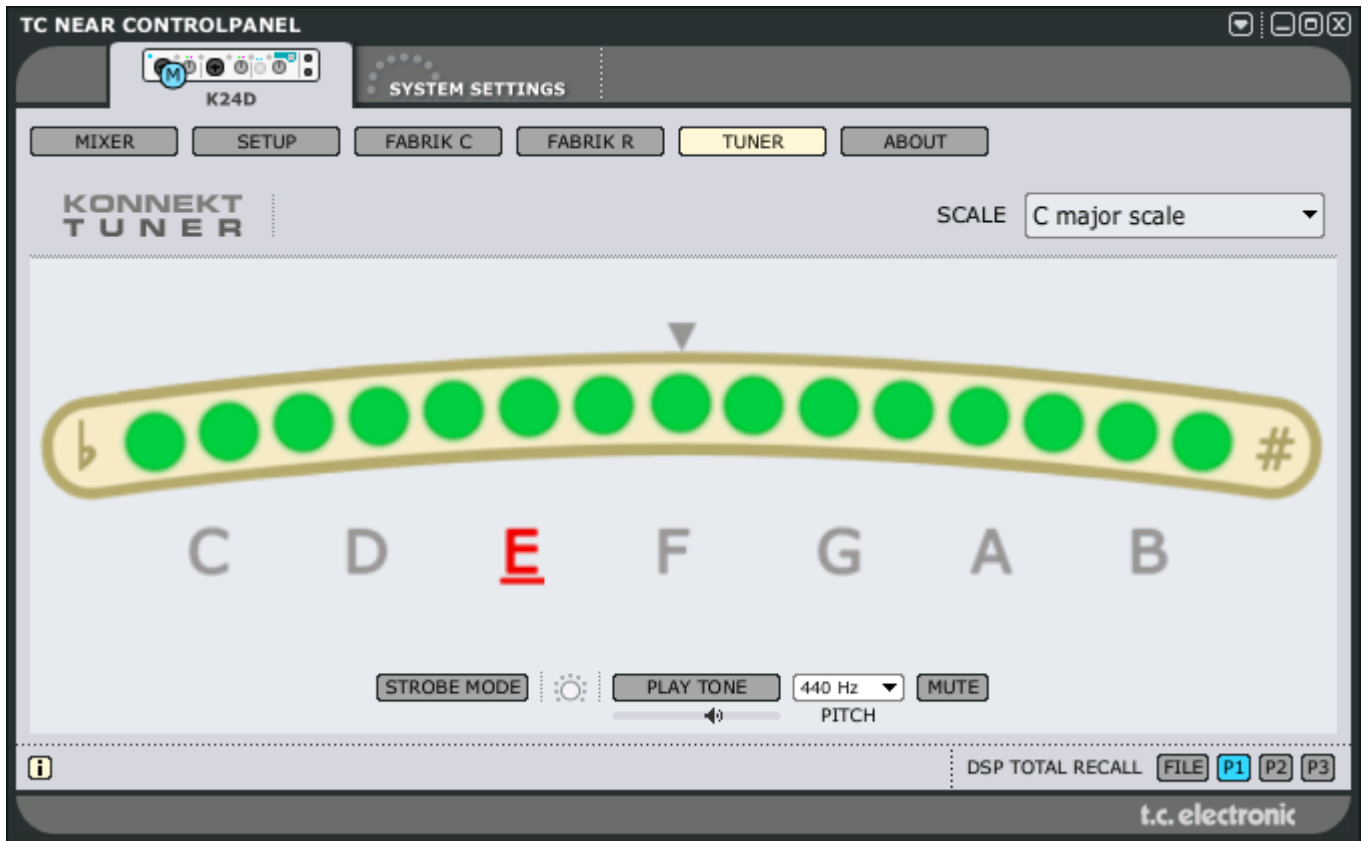 TC NEAR CONTROLPANEL
M
K24D
SYSTEM SETTINGS
MIXER SETUP FABRIK C FABRIK R TUNER ABOUT
KONNEKT
TUNER
SCALE C major scale
♭ #
C D E F G A B
STROBE MODE PLAY TONE 440 Hz MUTE
PITCH
i DSP TOTAL RECALL FILE P1 P2 P3
t.c. electronic